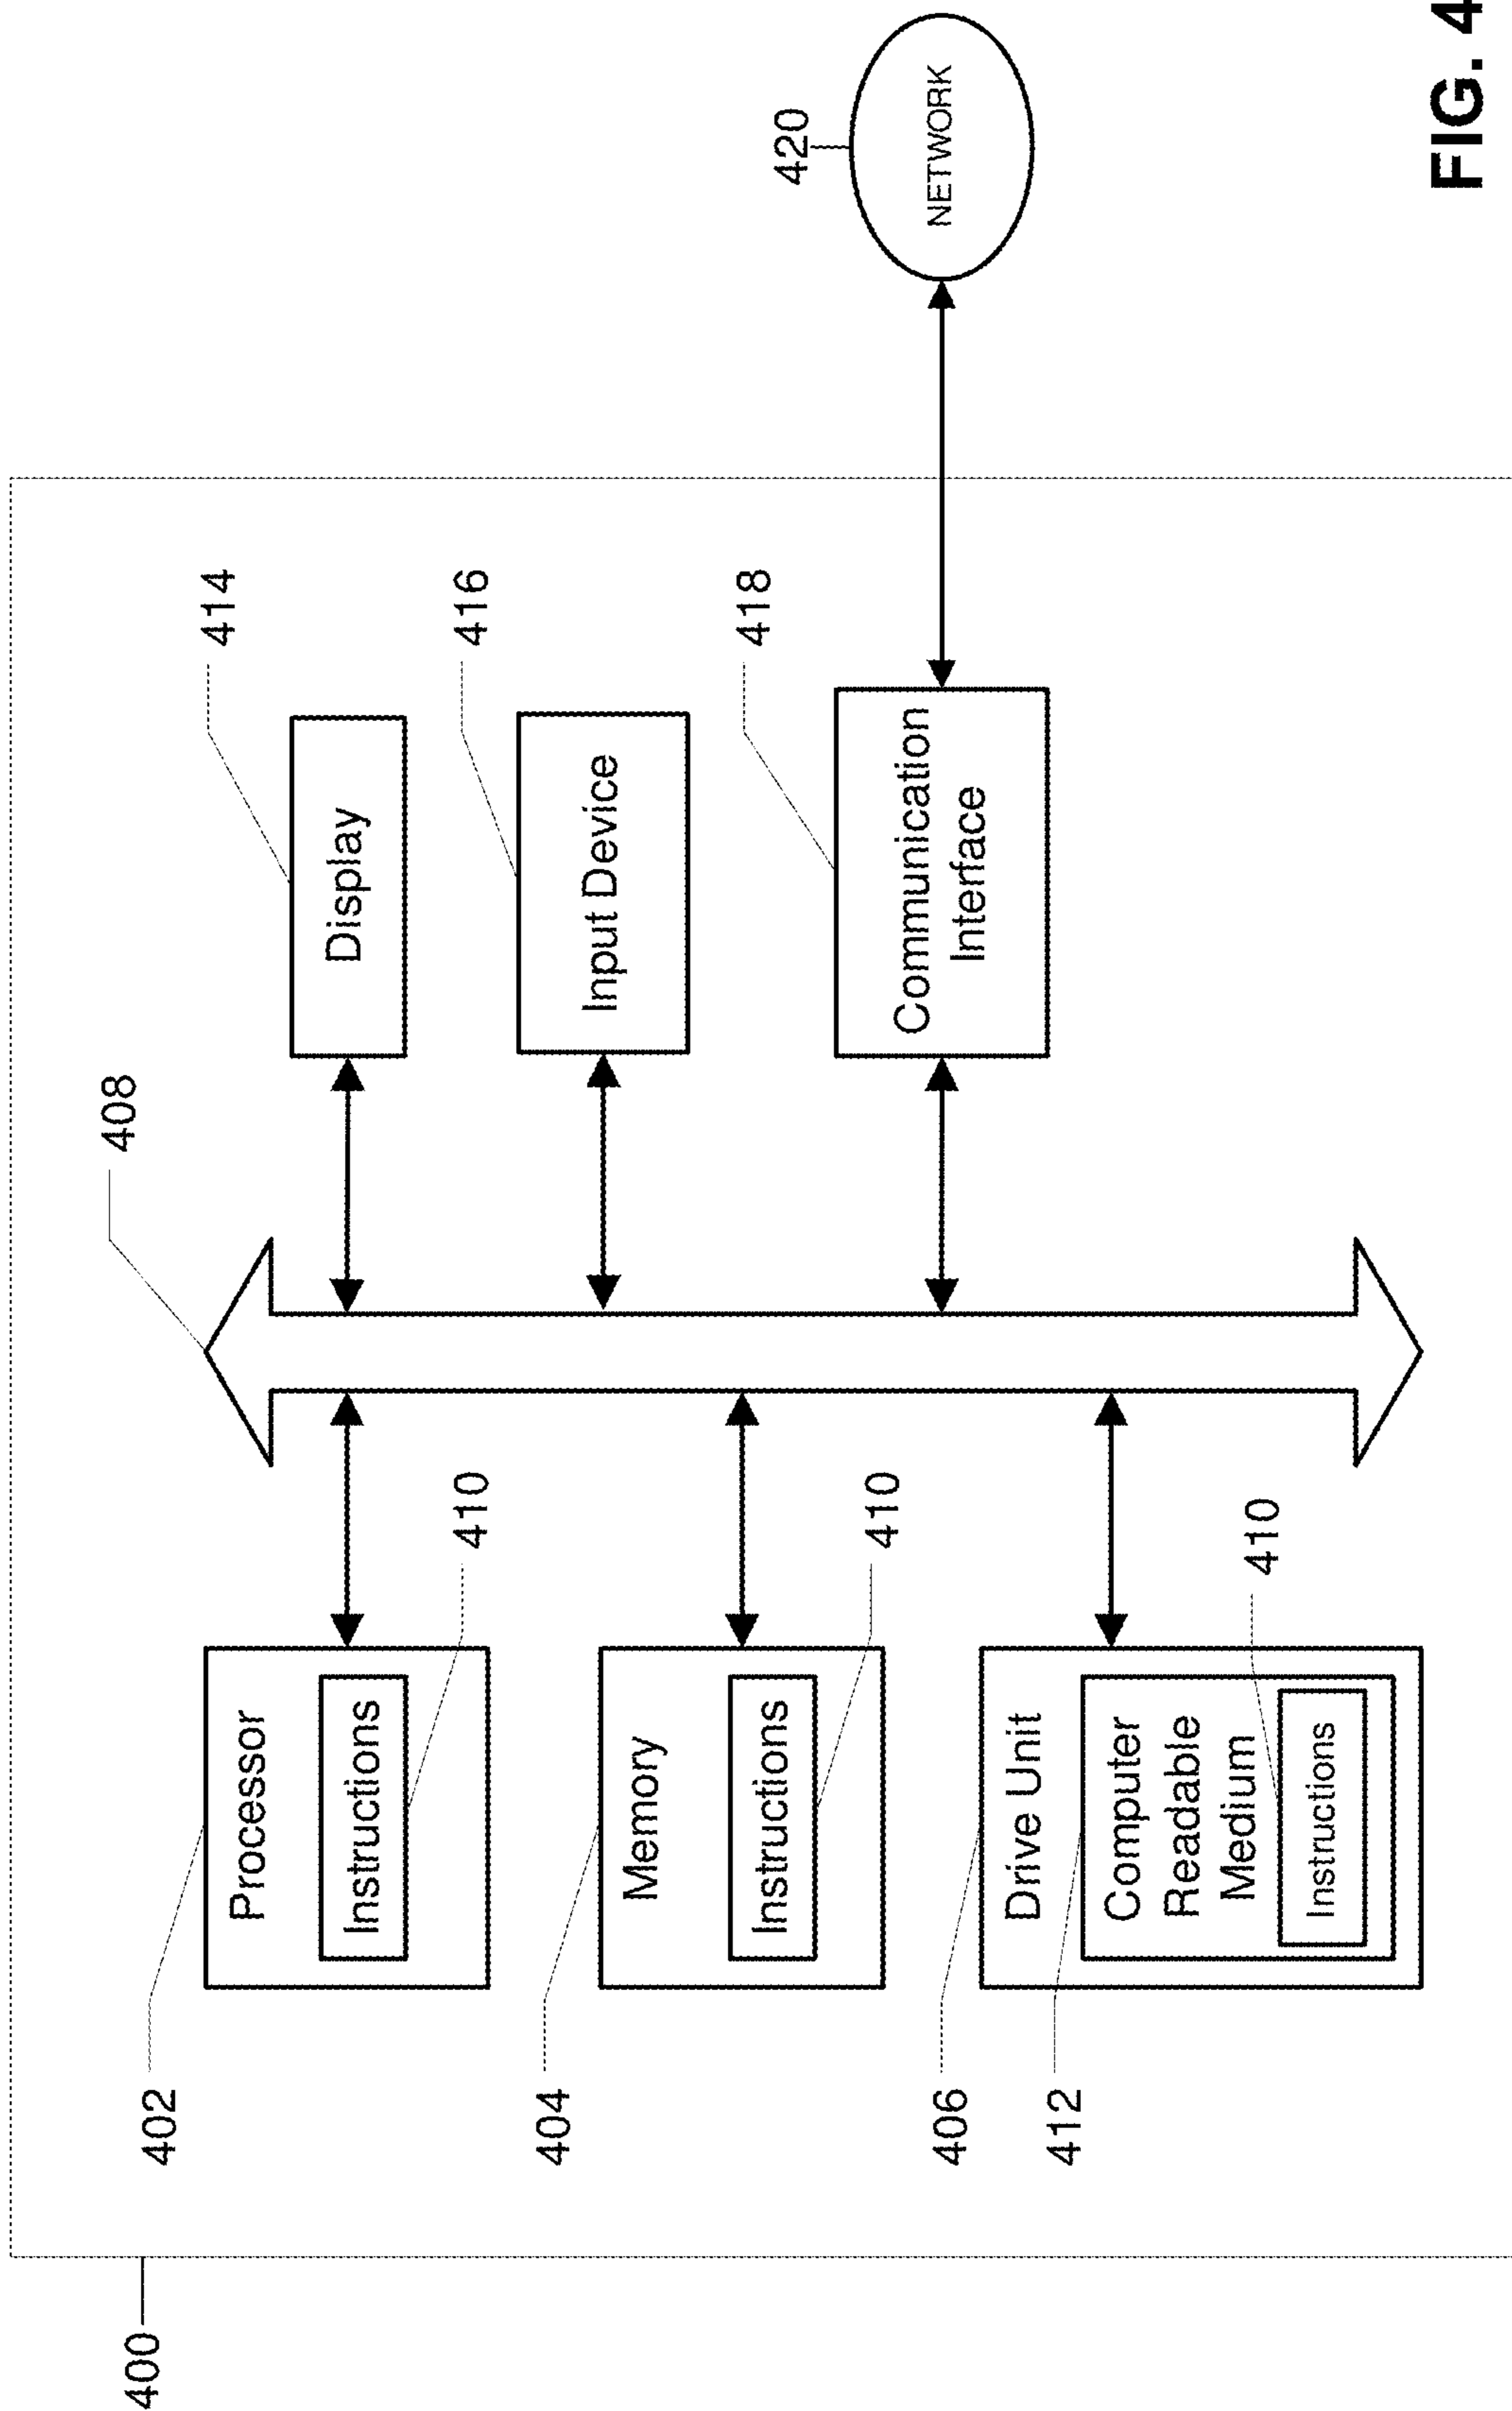 400
408
402
Processor
Instructions
410
414
Display
404
Memory
Instructions
410
416
Input Device
406
Drive Unit
412
Computer
Readable
Medium
Instructions
410
418
Communication
Interface
420
NETWORK
FIG. 4